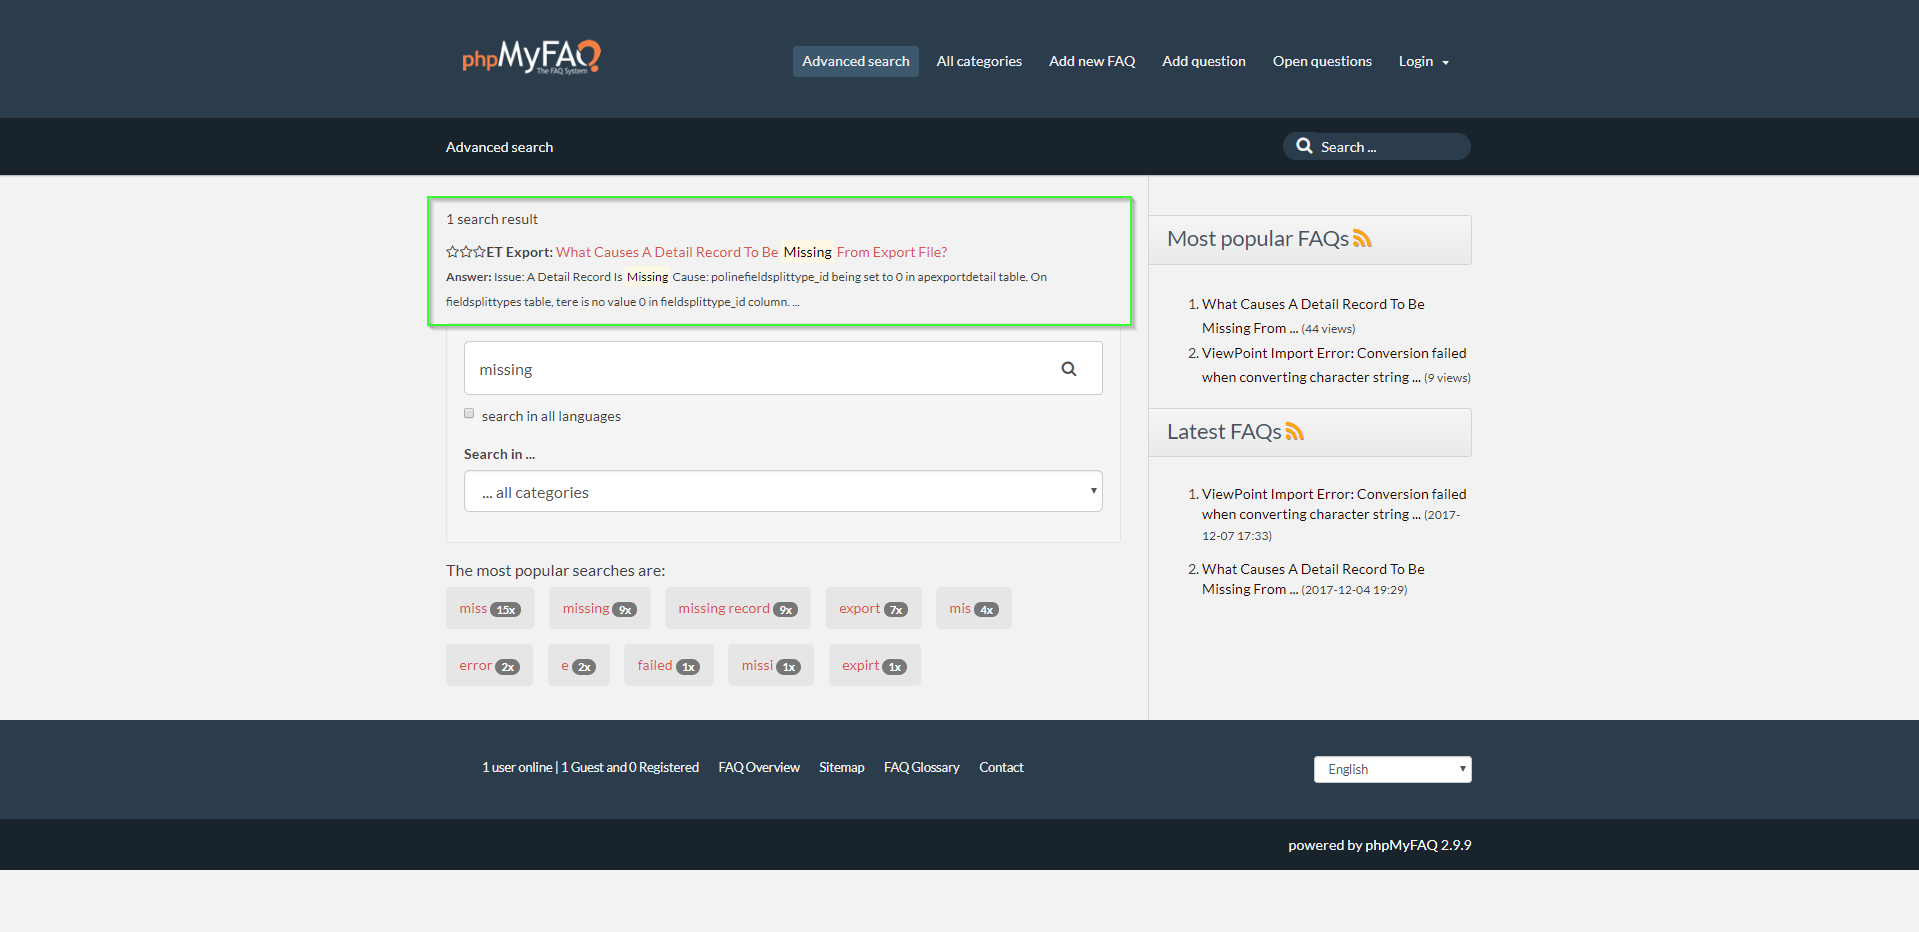 phpMyFAQ
The FAQ System
Advanced search
All categories
Add new FAQ
Add question
Open questions
Login
Advanced search
Search ...
1 search result
ET Export: What Causes A Detail Record To Be Missing From Export File?
Answer: Issue: A Detail Record Is Missing Cause: polinefieldsplittype_id being set to 0 in apexportdetail table. On
fieldsplittypes table, tere is no value 0 in fieldsplittype_id column. ...
missing
search in all languages
Search in ...
... all categories
The most popular searches are:
miss 15x
missing 9x
missing record 9x
export 7x
mis 4x
error 2x
e 2x
failed 1x
missi 1x
expirt 1x
Most popular FAQs
1. What Causes A Detail Record To Be
Missing From ... (44 views)
2. ViewPoint Import Error: Conversion failed
when converting character string ... (9 views)
Latest FAQs
1. ViewPoint Import Error: Conversion failed
when converting character string ... (2017-
12-07 17:33)
2. What Causes A Detail Record To Be
Missing From ... (2017-12-04 19:29)
1 user online | 1 Guest and 0 Registered
FAQ Overview
Sitemap
FAQ Glossary
Contact
English
powered by phpMyFAQ 2.9.9